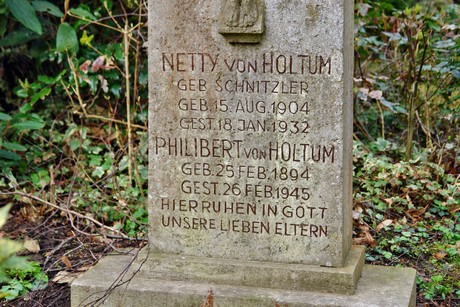 NETTY VON HOLTUM
GEB SCHNITZLER
GEB. 15. AUG. 1904
GEST. 18. JAN. 1932
PHILIBERT VON HOLTUM
GEB. 25 FEB. 1894
GEST. 26 FEB. 1945
HIER RUHEN IN GOTT
UNSERE LIEBEN ELTERN